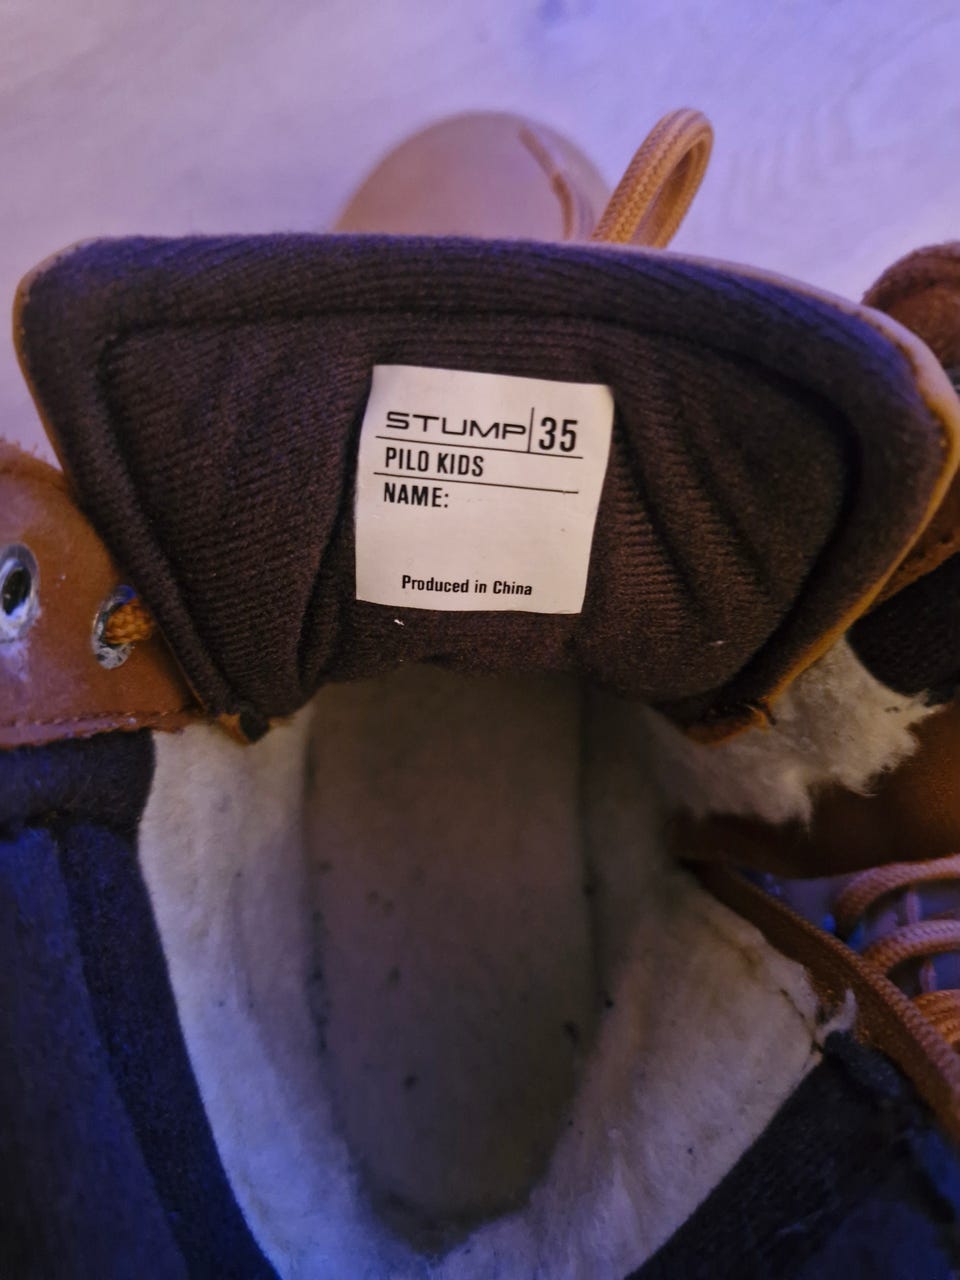 STUMP 35
PILO KIDS
NAME:
Produced in China